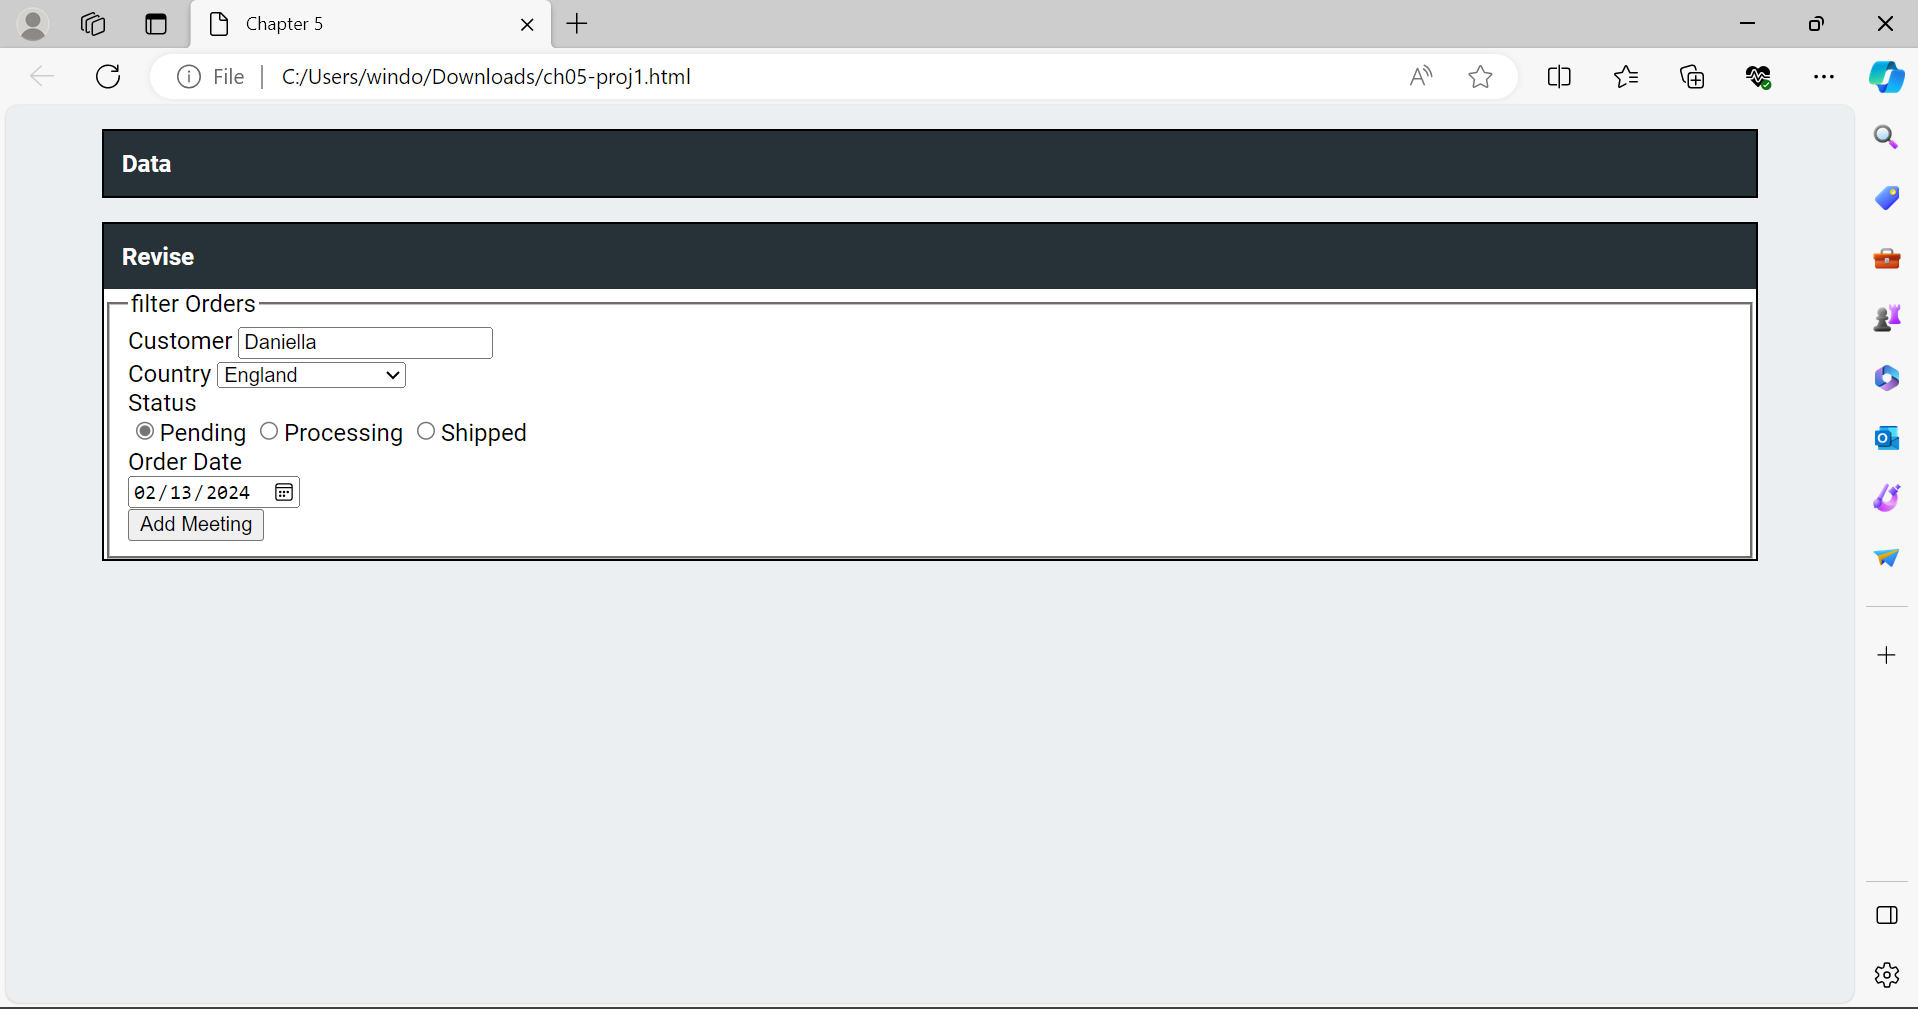 Chapter 5
File C:/Users/windo/Downloads/ch05-proj1.html
Data
Revise
filter Orders
Customer Daniella
Country England
Status
Pending Processing Shipped
Order Date
02/13/2024
Add Meeting